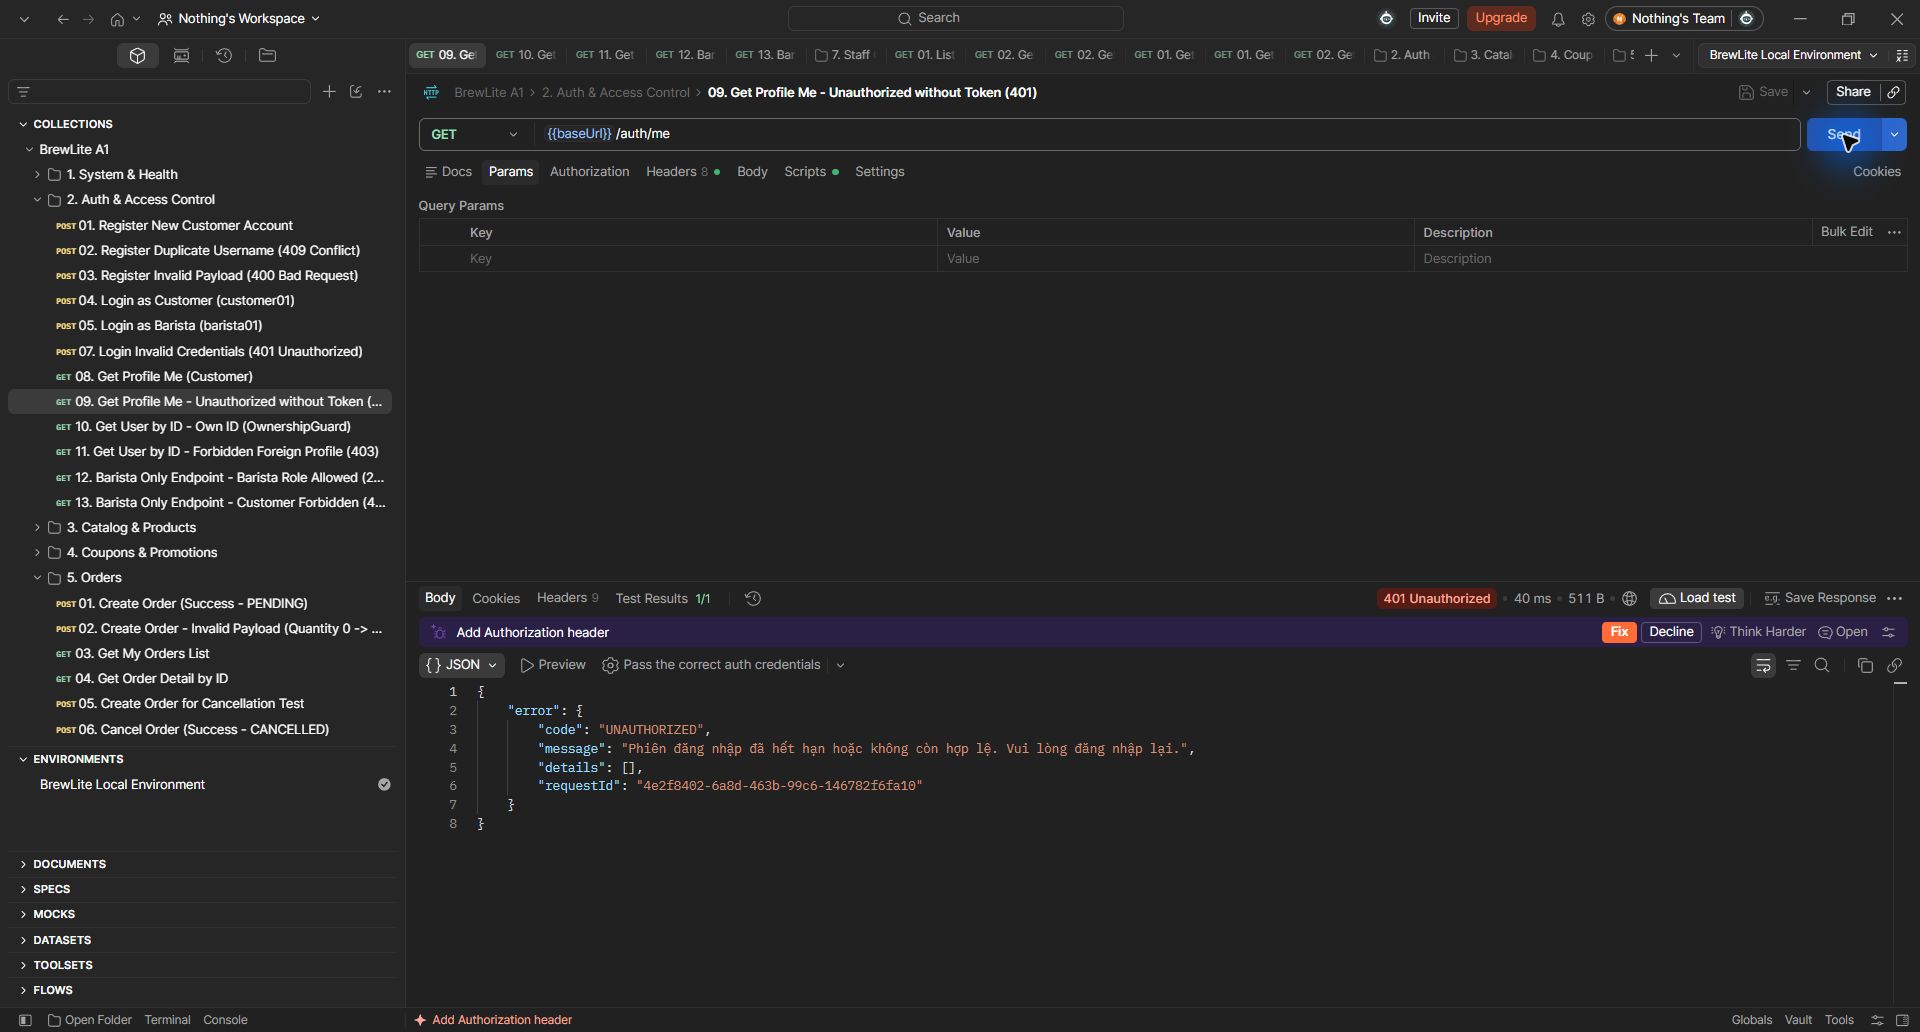 Nothing's Workspace
Search
Invite
Upgrade
Nothing's Team
GET 09. Ge
GET 10. Get
GET 11. Get
GET 12. Bar
GET 13. Bar
7. Staff
GET 01. List
GET 02. Ge
GET 02. Ge
GET 01. Get
GET 01. Get
GET 02. Ge
2. Auth
3. Catal
4. Coup
BrewLite Local Environment
BrewLite A1 > 2. Auth & Access Control > 09. Get Profile Me - Unauthorized without Token (401)
Save
Share
GET
{{baseUrl}} /auth/me
Send
Docs
Params
Authorization
Headers 8
Body
Scripts
Settings
Cookies
Query Params
Key
Value
Description
Bulk Edit
Key
Value
Description
COLLECTIONS
BrewLite A1
1. System & Health
2. Auth & Access Control
POST 01. Register New Customer Account
POST 02. Register Duplicate Username (409 Conflict)
POST 03. Register Invalid Payload (400 Bad Request)
POST 04. Login as Customer (customer01)
POST 05. Login as Barista (barista01)
POST 07. Login Invalid Credentials (401 Unauthorized)
GET 08. Get Profile Me (Customer)
GET 09. Get Profile Me - Unauthorized without Token (...
GET 10. Get User by ID - Own ID (OwnershipGuard)
GET 11. Get User by ID - Forbidden Foreign Profile (403)
GET 12. Barista Only Endpoint - Barista Role Allowed (2...
GET 13. Barista Only Endpoint - Customer Forbidden (4...
3. Catalog & Products
4. Coupons & Promotions
5. Orders
POST 01. Create Order (Success - PENDING)
POST 02. Create Order - Invalid Payload (Quantity 0 -> ...
GET 03. Get My Orders List
GET 04. Get Order Detail by ID
POST 05. Create Order for Cancellation Test
POST 06. Cancel Order (Success - CANCELLED)
ENVIRONMENTS
BrewLite Local Environment
DOCUMENTS
SPECS
MOCKS
DATASETS
TOOLSETS
FLOWS
Body
Cookies
Headers 9
Test Results 1/1
401 Unauthorized
40 ms
511 B
Load test
e.g. Save Response
Add Authorization header
Fix
Decline
Think Harder
Open
{} JSON
Preview
Pass the correct auth credentials
1 {
2 "error": {
3 "code": "UNAUTHORIZED",
4 "message": "Phiên đăng nhập đã hết hạn hoặc không còn hợp lệ. Vui lòng đăng nhập lại.",
5 "details": [],
6 "requestId": "4e2f8402-6a8d-463b-99c6-146782f6fa10"
7 }
8 }
Open Folder
Terminal
Console
Add Authorization header
Globals
Vault
Tools